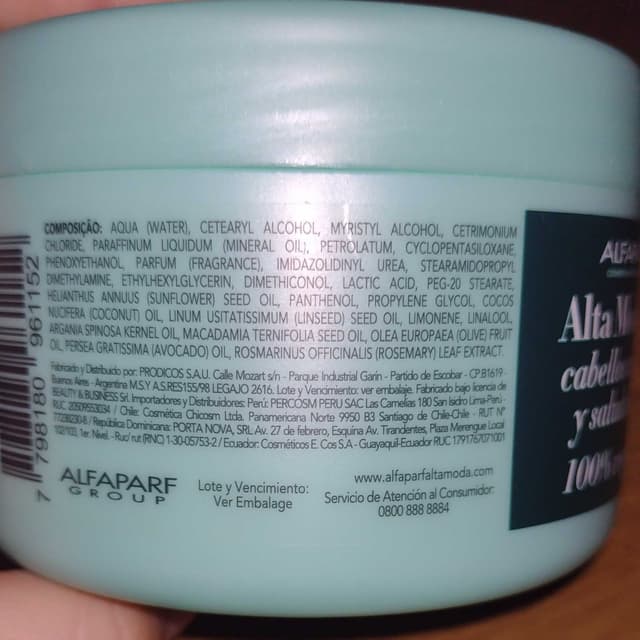 COMPOSIÇÃO: AQUA (WATER), CETEARYL ALCOHOL, MYRISTYL ALCOHOL, CETRIMONIUM
CHLORIDE, PARAFFINUM LIQUIDUM (MINERAL OIL), PETROLATUM, CYCLOPENTASILOXANE,
PHENOXYETHANOL, PARFUM (FRAGRANCE), IMIDAZOLIDINYL UREA, STEARAMIDOPROPYL
DIMETHYLAMINE, ETHYLHEXYLGLYCERIN, DIMETHICONOL, LACTIC ACID, PEG-20 STEARATE,
HELIANTHUS ANNUUS (SUNFLOWER) SEED OIL, PANTHENOL, PROPYLENE GLYCOL, COCOS
NUCIFERA (COCONUT) OIL, LINUM USITATISSIMUM (LINSEED) SEED OIL, LIMONENE, LINALOOL,
ARGANIA SPINOSA KERNEL OIL, MACADAMIA TERNIFOLIA SEED OIL, OLEA EUROPAEA (OLIVE) FRUIT
OIL, PERSEA GRATISSIMA (AVOCADO) OIL, ROSMARINUS OFFICINALIS (ROSEMARY) LEAF EXTRACT.
Fabricado y Distribuido por: PRODICOS S.A.U. Calle Mozart s/n - Parque Industrial Garín - Partido de Escobar - CP.B1619 -
Buenos Aires - Argentina M.S.Y A.S.RES155/98 LEGAJO 2616. Lote y Vencimiento: ver embalaje. Fabricado bajo licencia de
BEAUTY & BUSINESS Srl. Importadores y Distribuidores: Perú: PERCOSM PERU SAC Las Camelias 180 San Isidro Lima-Perú -
RUC. 20509553034 / Chile: Cosmética Chicosm Ltda. Panamericana Norte 9950 B3 Santiago de Chile-Chile - RUT Nº
/ República Dominicana: PORTA NOVA, SRL Av. 27 de febrero, Esquina Av. Tiradentes, Plaza Merengue Local
1er. Nivel. - Ruc/ rut (RNC) 1-30-05753-2 / Ecuador: Cosméticos E. Cos S.A - Guayaquil-Ecuador RUC 1791767071001
7 798180 961152
ALFAPARF
GROUP
Lote y Vencimiento:
Ver Embalage
www.alfaparfaltamoda.com
Servicio de Atención al Consumidor:
0800 888 8884
Alta
y
100%